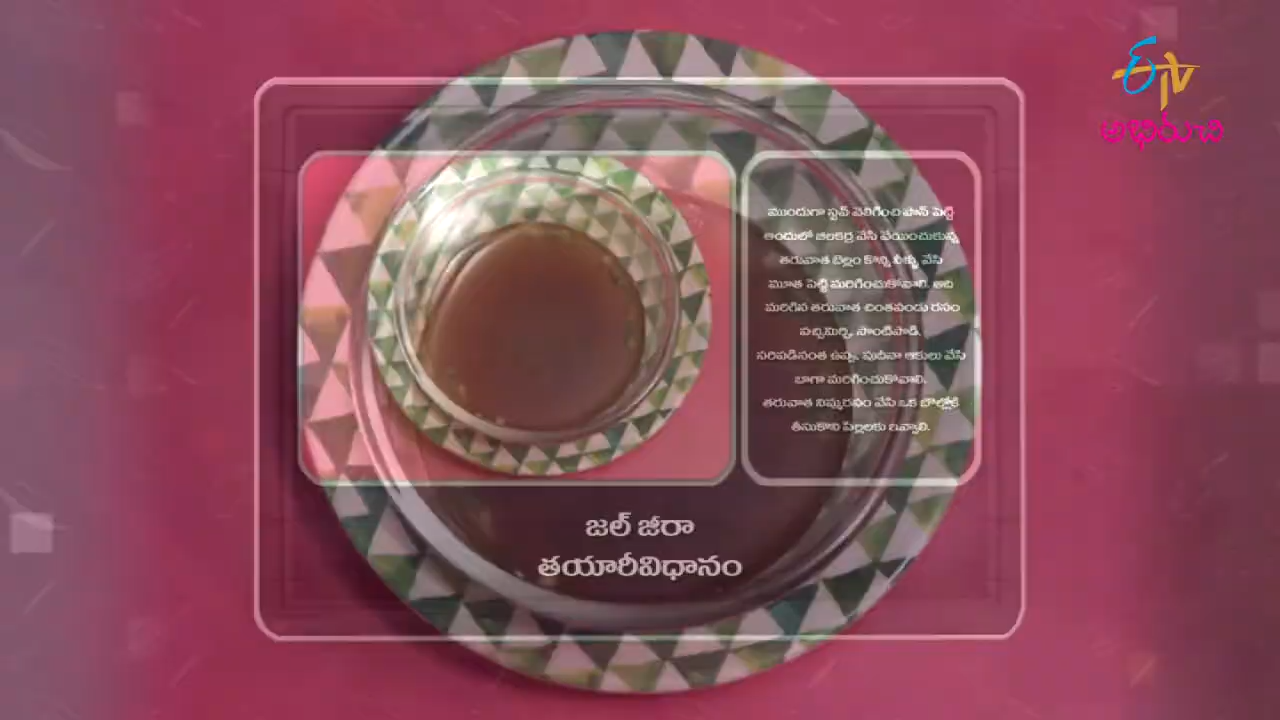 ఈtv
అభిరుచి
ముందుగా స్టవ్ వెలిగించి పాన్ పెట్టి
అందులో జీలకర్ర వేసి వేయించుకున్న
తరువాత బెల్లం కొన్ని నీళ్ళు వేసి
మూత పెట్టి మరిగించుకోవాలి. అది
మరిగిన తరువాత చింతపండు రసం
పచ్చిమిర్చి, సొంటిపొడి,
సరిపడినంత ఉప్పు, పుదీనా ఆకులు వేసి
బాగా మరిగించుకోవాలి.
తరువాత నిమ్మరసం వేసి ఒక బౌల్లోకి
తీసుకొని పిల్లలకు ఇవ్వాలి.
జల్ జీరా
తయారీవిధానం